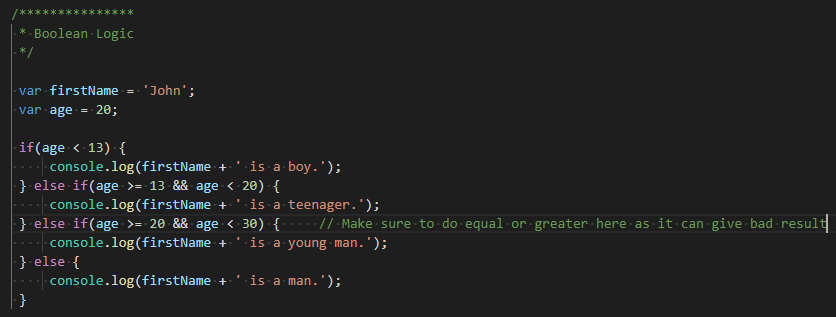 /***************
 * Boolean Logic
 */
var firstName = 'John';
var age = 20;
if(age < 13) {
    console.log(firstName + ' is a boy.');
} else if(age >= 13 && age < 20) {
    console.log(firstName + ' is a teenager.');
} else if(age >= 20 && age < 30) {     // Make sure to do equal or greater here as it can give bad result
    console.log(firstName + ' is a young man.');
} else {
    console.log(firstName + ' is a man.');
}